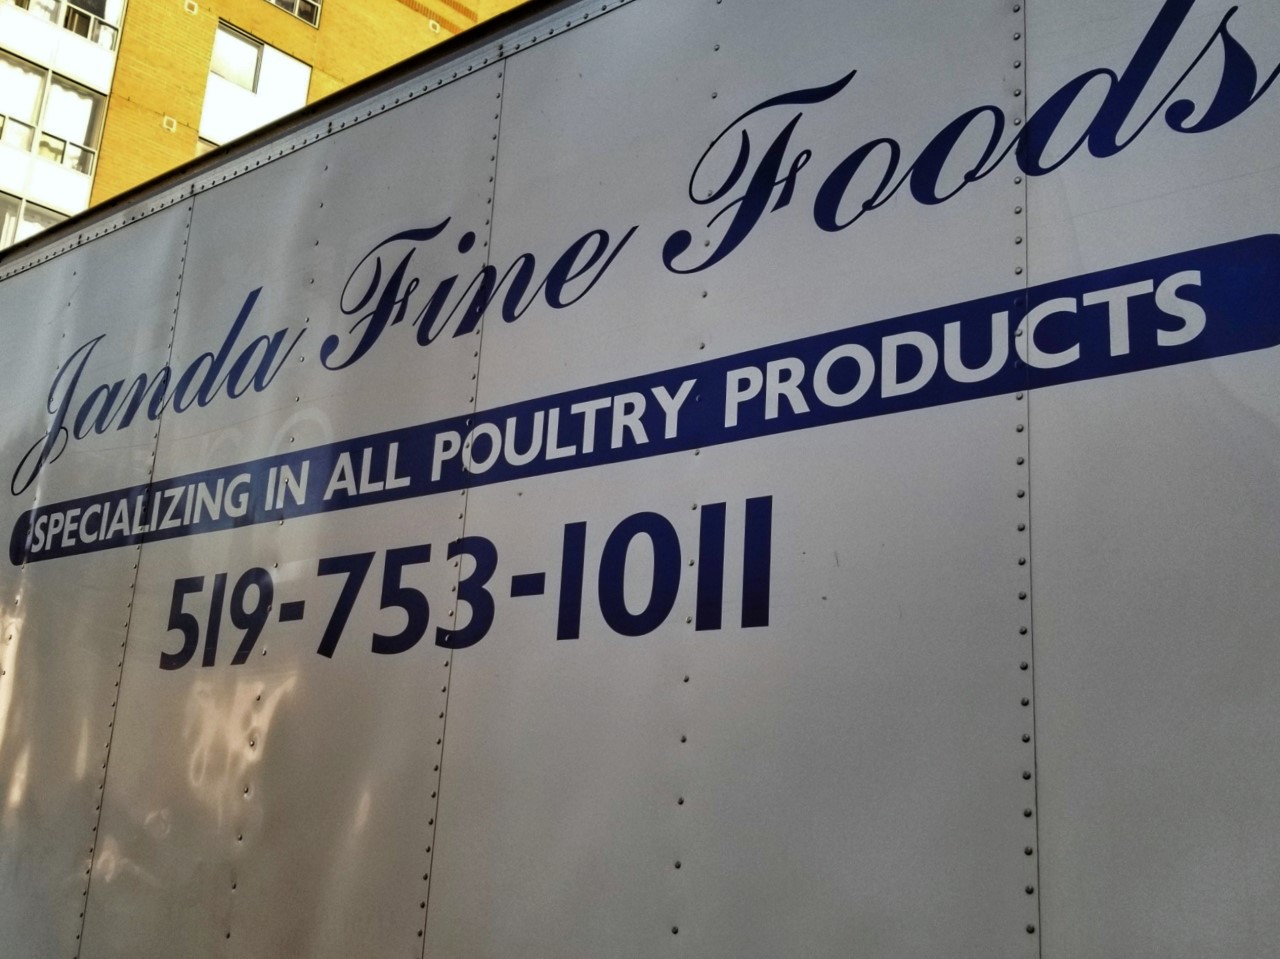 Janda Fine Foods
SPECIALIZING IN ALL POULTRY PRODUCTS
519-753-1011